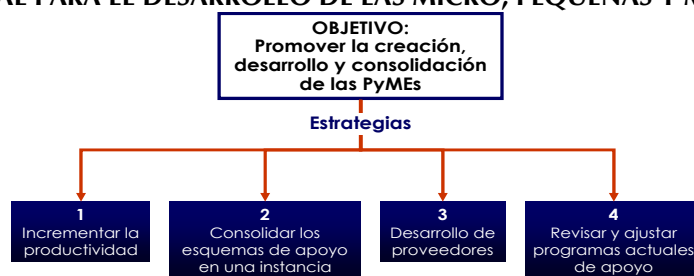 PARA EL DESARROLLO DE LAS MICRO, PEQUEÑAS Y
OBJETIVO:
Promover la creación,
desarrollo y consolidación
de las PyMEs
Estrategias
1
Incrementar la
productividad
2
Consolidar los
esquemas de apoyo
en una instancia
3
Desarrollo de
proveedores
4
Revisar y ajustar
programas actuales
de apoyo